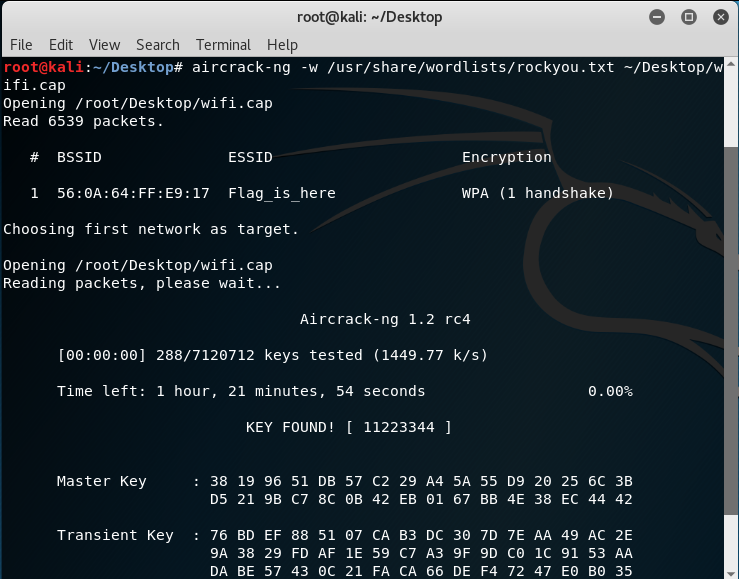 root@kali: ~/Desktop
File Edit View Search Terminal Help
root@kali:~/Desktop# aircrack-ng -w /usr/share/wordlists/rockyou.txt ~/Desktop/w
ifi.cap
Opening /root/Desktop/wifi.cap
Read 6539 packets.
# BSSID ESSID Encryption
1 56:0A:64:FF:E9:17 Flag_is_here WPA (1 handshake)
Choosing first network as target.
Opening /root/Desktop/wifi.cap
Reading packets, please wait...
Aircrack-ng 1.2 rc4
[00:00:00] 288/7120712 keys tested (1449.77 k/s)
Time left: 1 hour, 21 minutes, 54 seconds 0.00%
KEY FOUND! [ 11223344 ]
Master Key : 38 19 96 51 DB 57 C2 29 A4 5A 55 D9 20 25 6C 3B
D5 21 9B C7 8C 0B 42 EB 01 67 BB 4E 38 EC 44 42
Transient Key : 76 BD EF 88 51 07 CA B3 DC 30 7D 7E AA 49 AC 2E
9A 38 29 FD AF 1E 59 C7 A3 9F 9D C0 1C 91 53 AA
DA BE 57 43 0C 21 FA CA 66 DE F4 72 47 E0 B0 35